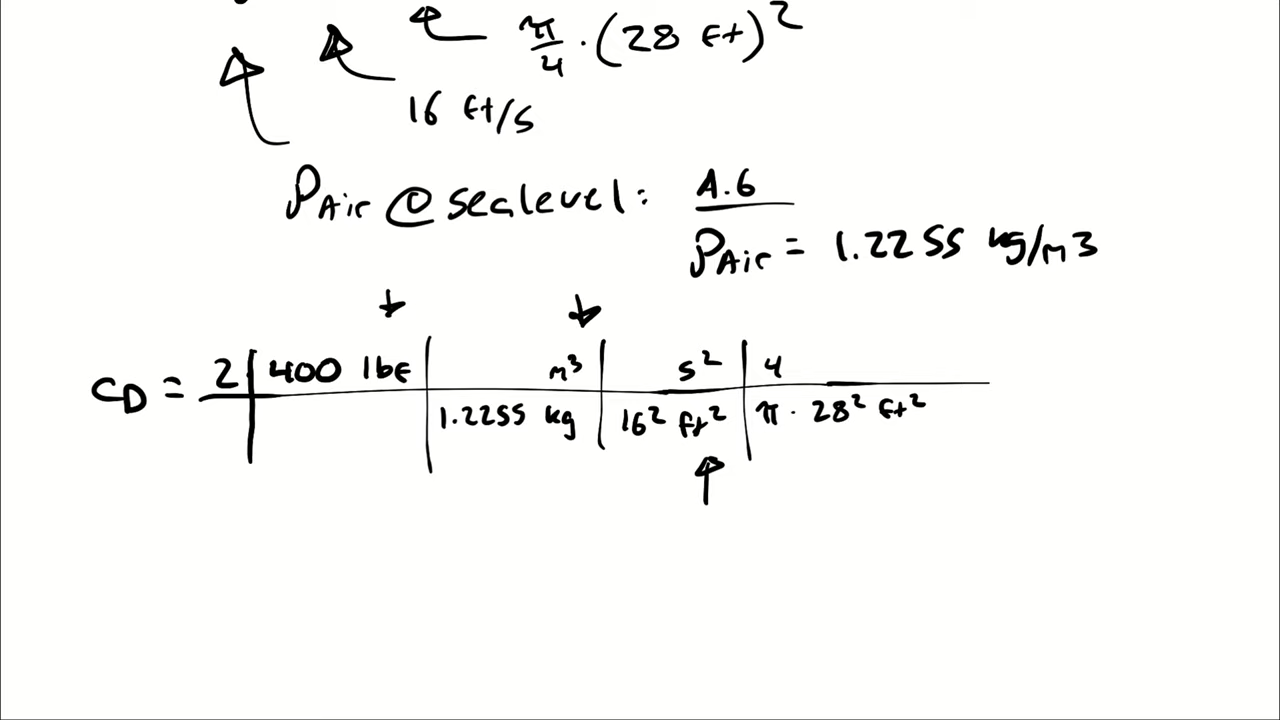 π/4 · (28 ft)²
16 ft/s
ρAir @ sealevel: A.6
ρAir = 1.2255 kg/m3
CD = 2 | 400 lbf | m³ | s² | 4
1.2255 kg | 16² ft² | π · 28² ft²